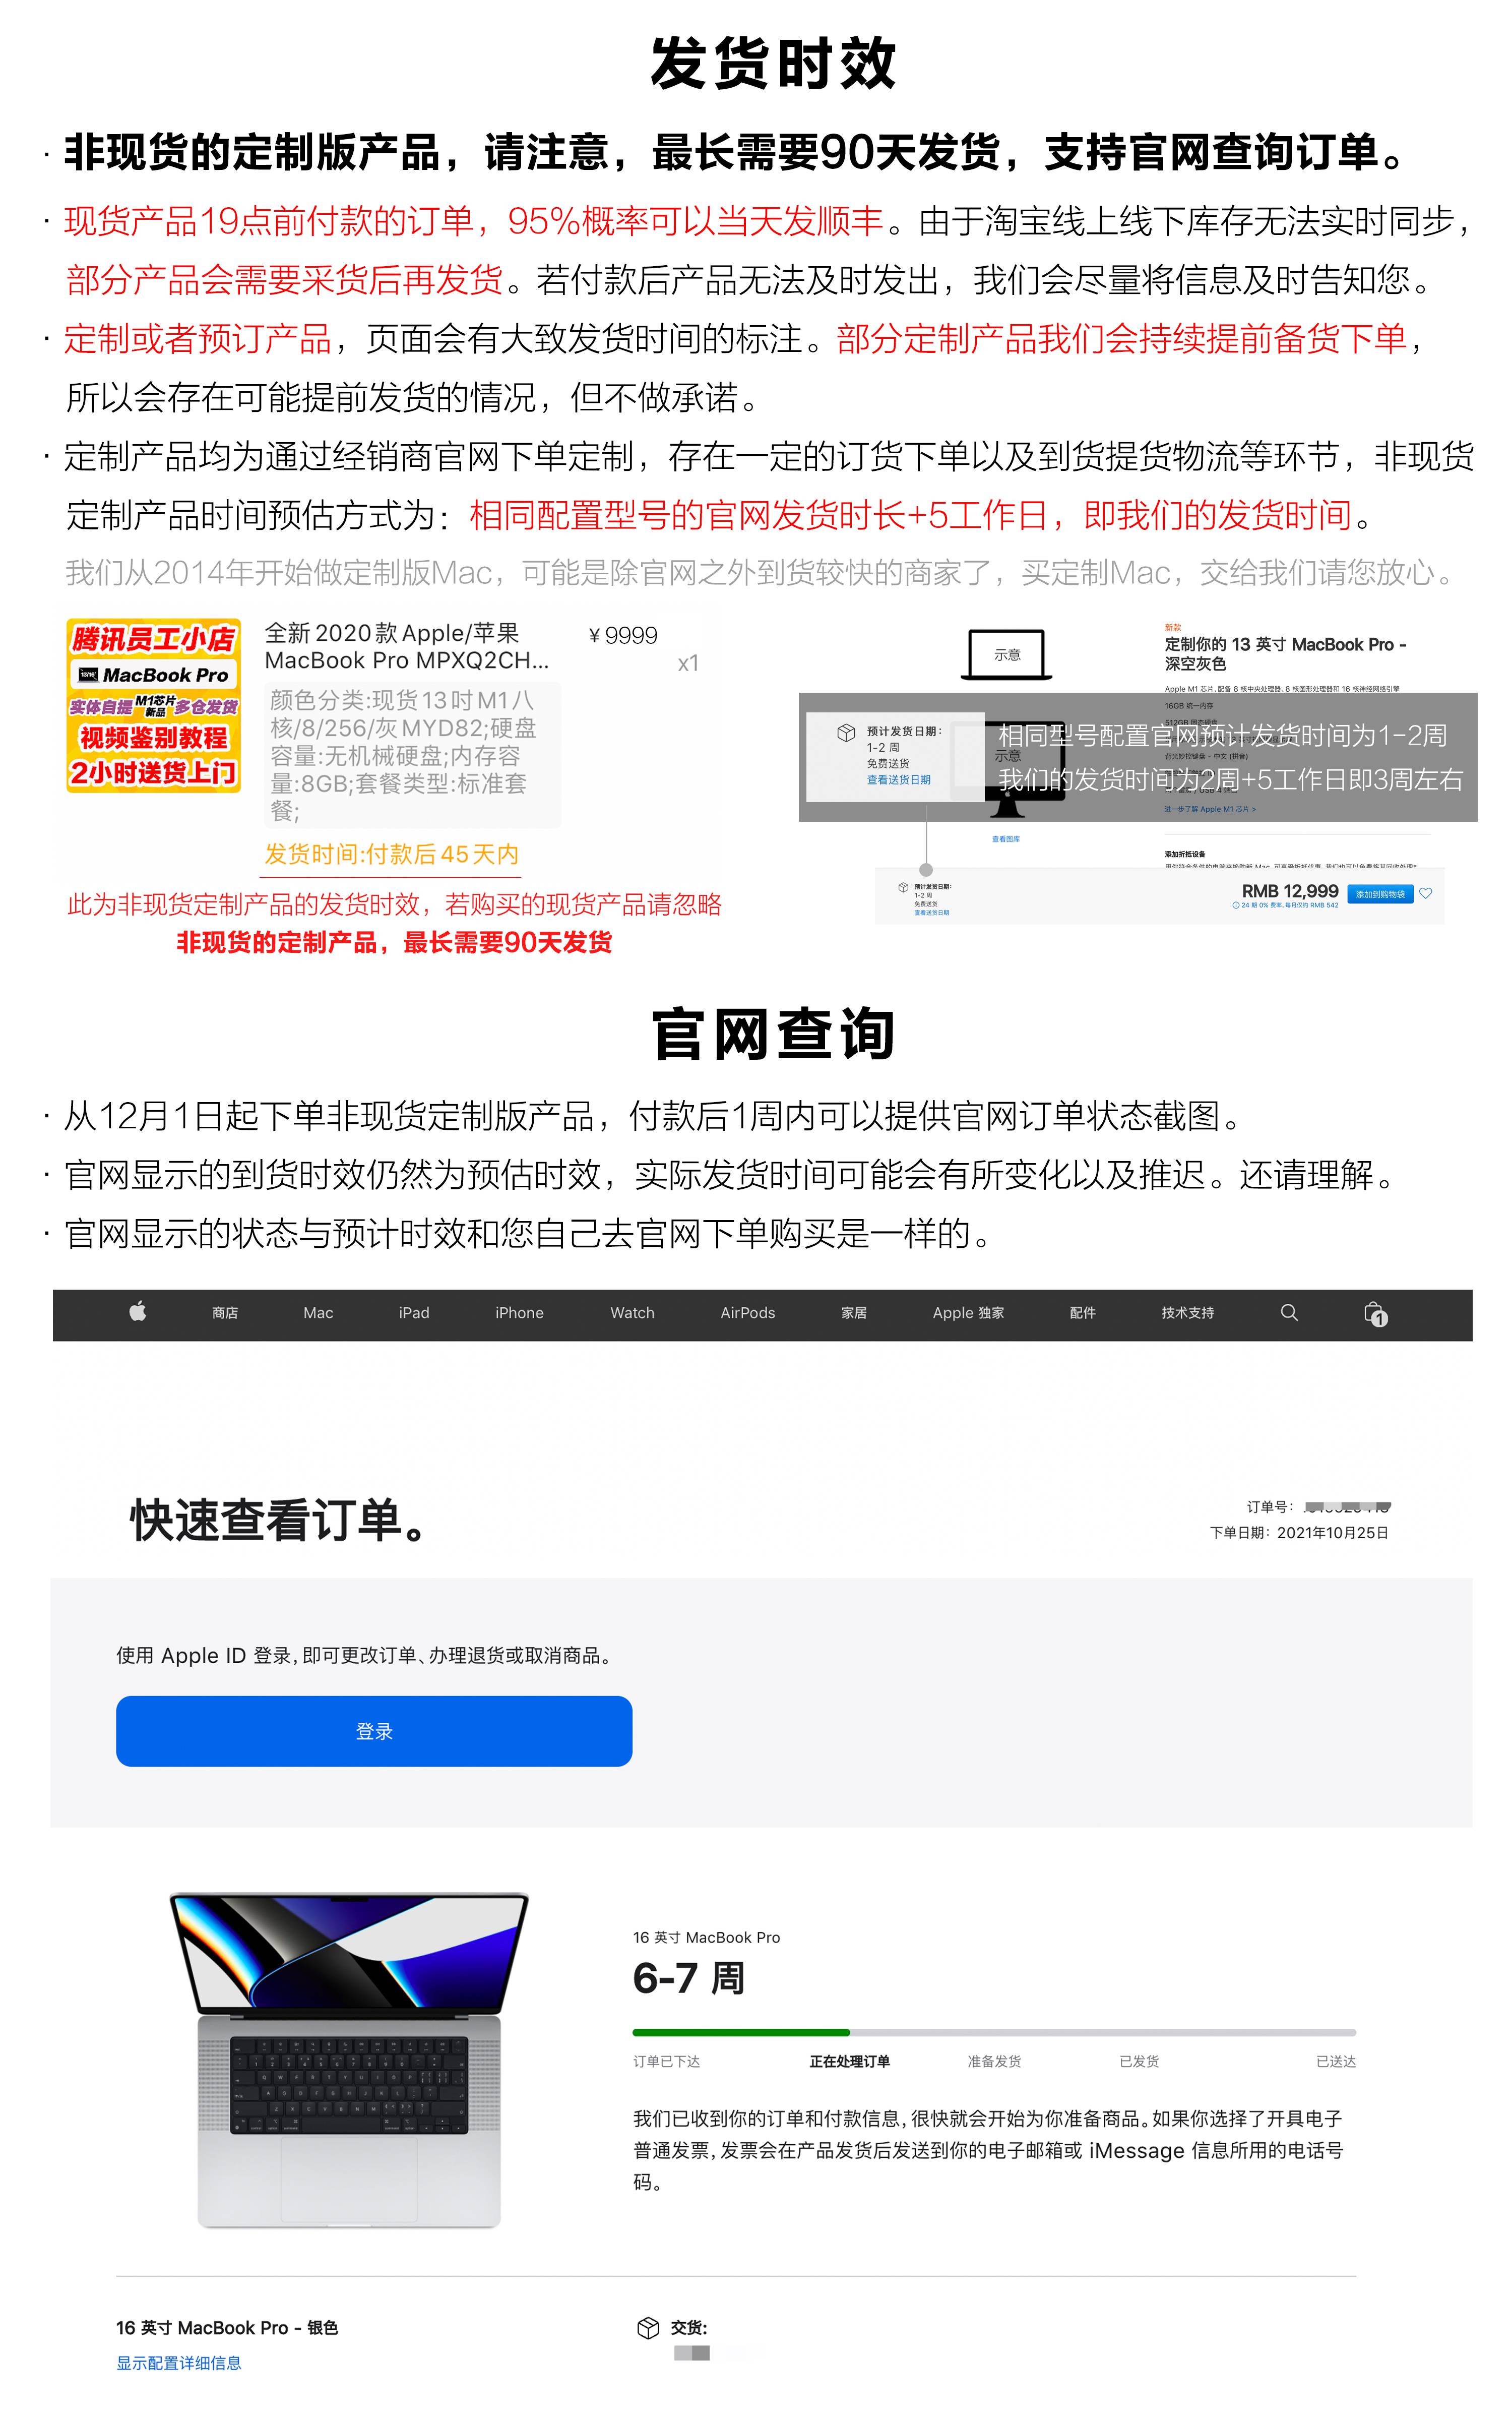 发货时效
· 非现货的定制版产品，请注意，最长需要90天发货，支持官网查询订单。
· 现货产品19点前付款的订单，95%概率可以当天发顺丰。由于淘宝线上线下库存无法实时同步，
部分产品会需要采货后再发货。若付款后产品无法及时发出，我们会尽量将信息及时告知您。
· 定制或者预订产品，页面会有大致发货时间的标注。部分定制产品我们会持续提前备货下单，
所以会存在可能提前发货的情况，但不做承诺。
· 定制产品均为通过经销商官网下单定制，存在一定的订货下单以及到货提货物流等环节，非现货
定制产品时间预估方式为：相同配置型号的官网发货时长+5工作日，即我们的发货时间。
我们从2014年开始做定制版Mac，可能是除官网之外到货较快的商家了，买定制Mac，交给我们请您放心。
腾讯员工小店
MacBook Pro
实体自提 M1芯片新品 多仓发货
视频鉴别教程
2小时送货上门
全新2020款Apple/苹果
MacBook Pro MPXQ2CH...
¥9999
x1
颜色分类:现货13吋M1八
核/8/256/灰MYD82;硬盘
容量:无机械硬盘;内存容
量:8GB;套餐类型:标准套
餐;
发货时间:付款后45天内
此为非现货定制产品的发货时效，若购买的现货产品请忽略
非现货的定制产品，最长需要90天发货
示意
新款
定制你的 13 英寸 MacBook Pro -
深空灰色
Apple M1 芯片，配备 8 核中央处理器、8 核图形处理器和 16 核神经网络引擎
16GB 统一内存
512GB 固态硬盘
背光妙控键盘 - 中文 (拼音)
进一步了解 Apple M1 芯片 >
预计发货日期：
1-2 周
免费送货
查看送货日期
示意
相同型号配置官网预计发货时间为1-2周
我们的发货时间为2周+5工作日即3周左右
查看图库
添加折抵设备
预计发货日期：
1-2 周
免费送货
查看送货日期
RMB 12,999
24 期 0% 费率，每月仅约 RMB 542
添加到购物袋
官网查询
· 从12月1日起下单非现货定制版产品，付款后1周内可以提供官网订单状态截图。
· 官网显示的到货时效仍然为预估时效，实际发货时间可能会有所变化以及推迟。还请理解。
· 官网显示的状态与预计时效和您自己去官网下单购买是一样的。
商店 Mac iPad iPhone Watch AirPods 家居 Apple 独家 配件 技术支持 1
快速查看订单。
订单号：
下单日期：2021年10月25日
使用 Apple ID 登录，即可更改订单、办理退货或取消商品。
登录
16 英寸 MacBook Pro
6-7 周
订单已下达 正在处理订单 准备发货 已发货 已送达
我们已收到你的订单和付款信息，很快就会开始为你准备商品。如果你选择了开具电子
普通发票，发票会在产品发货后发送到你的电子邮箱或 iMessage 信息所用的电话号
码。
16 英寸 MacBook Pro - 银色
显示配置详细信息
交货: